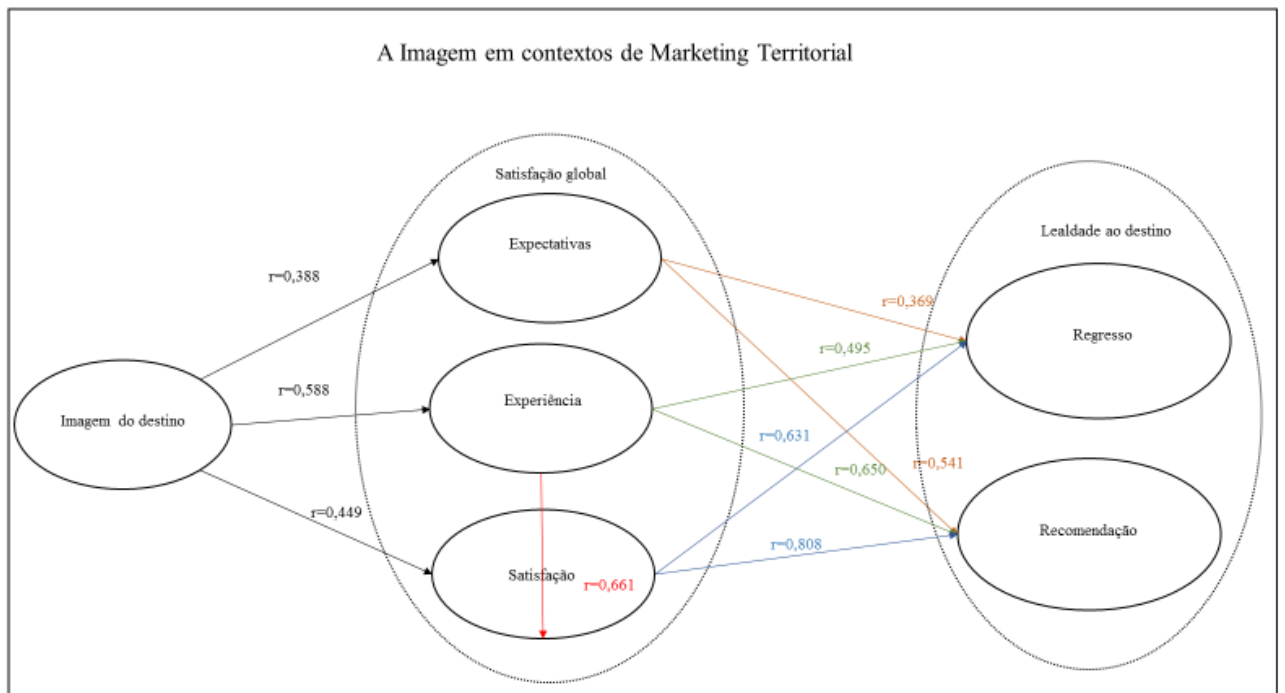 A Imagem em contextos de Marketing Territorial
Satisfação global
Expectativas
Lealdade ao destino
r=0,388
r=0,369
Regresso
r=0,495
r=0,588
Experiência
Imagem do destino
r=0,631
r=0,541
r=0,650
r=0,449
Recomendação
r=0,808
Satisfação
r=0,661